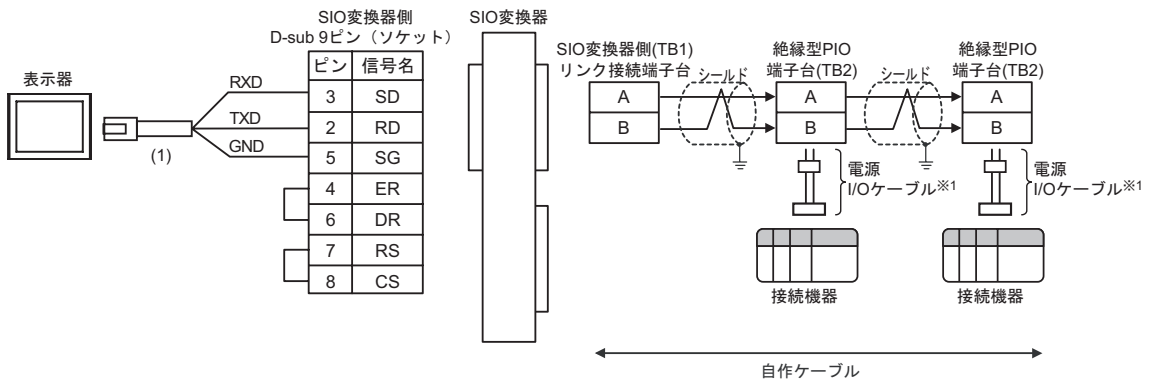 表示器
(1)
RXD
TXD
GND
SIO変換器側
D-sub 9ピン（ソケット）
ピン 信号名
3 SD
2 RD
5 SG
4 ER
6 DR
7 RS
8 CS
SIO変換器
SIO変換器側(TB1)
リンク接続端子台
A
B
シールド
絶縁型PIO
端子台(TB2)
A
B
シールド
絶縁型PIO
端子台(TB2)
A
B
電源
I/Oケーブル※1
電源
I/Oケーブル※1
接続機器
接続機器
自作ケーブル